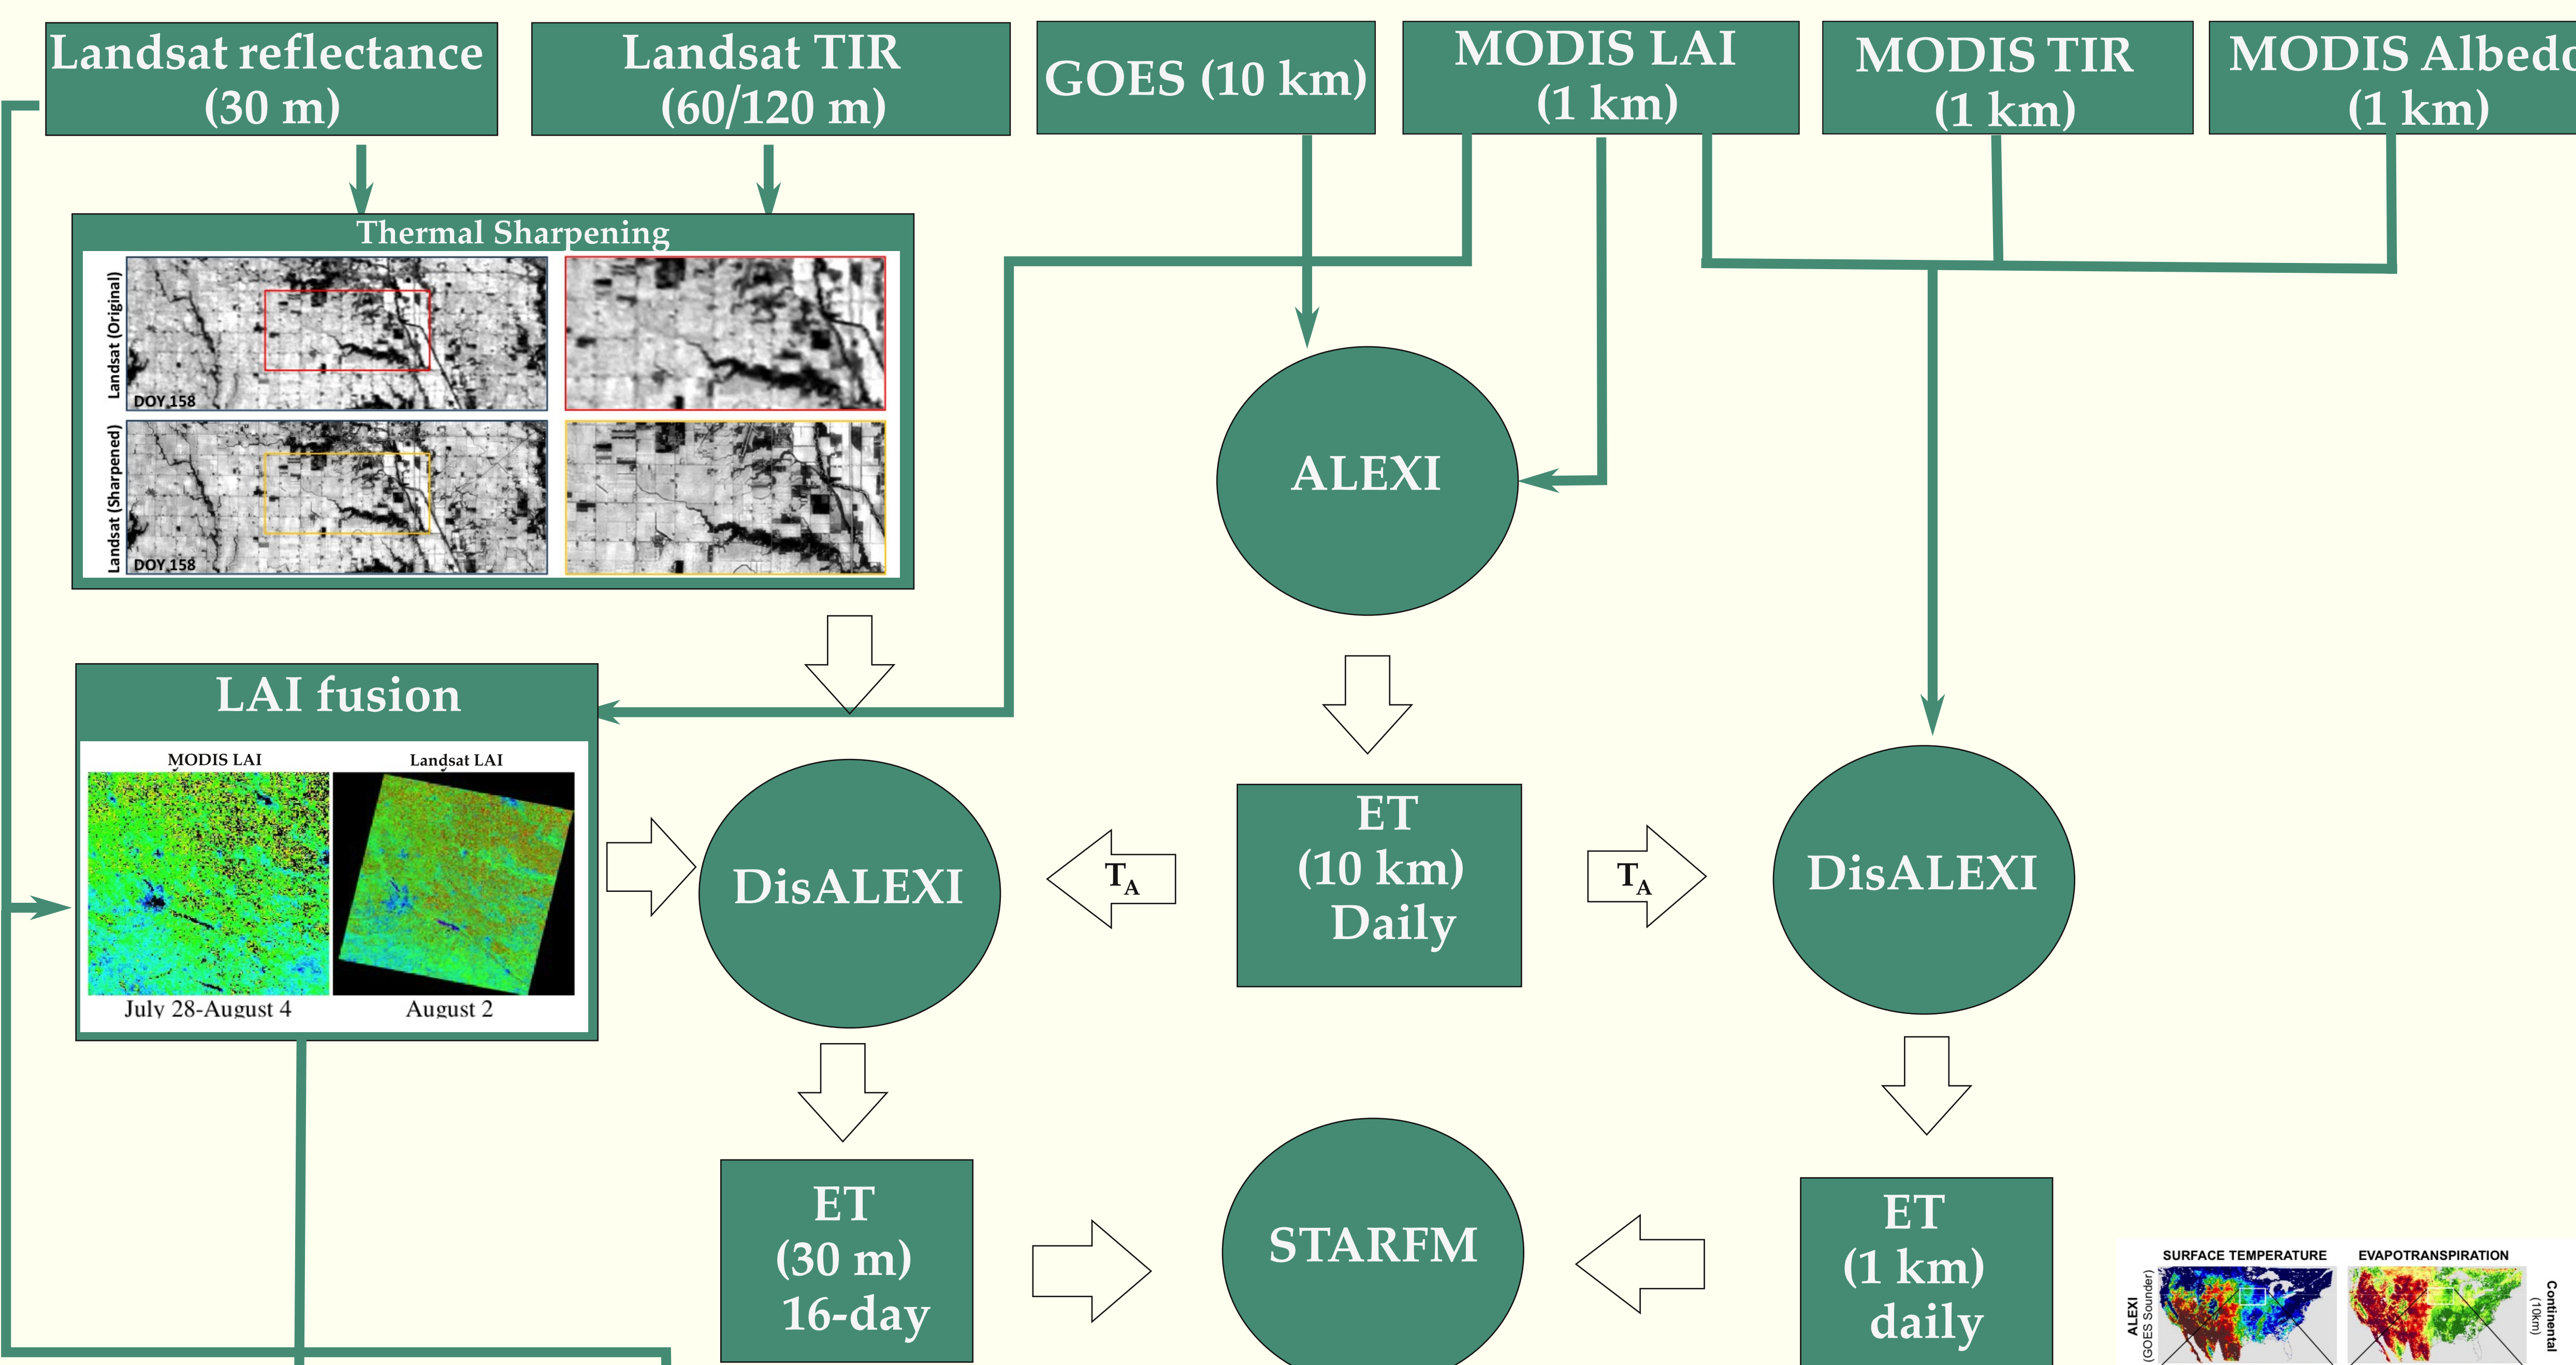 Landsat reflectance
(30 m)
Landsat TIR
(60/120 m)
GOES (10 km)
MODIS LAI
(1 km)
MODIS TIR
(1 km)
MODIS Albedo
(1 km)
Thermal Sharpening
Landsat (Original)
DOY 158
Landsat (Sharpened)
DOY 158
ALEXI
LAI fusion
MODIS LAI
Landsat LAI
July 28-August 4
August 2
DisALEXI
TA
ET
(10 km)
Daily
TA
DisALEXI
ET
(30 m)
16-day
STARFM
ET
(1 km)
daily
SURFACE TEMPERATURE
EVAPOTRANSPIRATION
ALEXI
(GOES Sounder)
Continental
(10km)